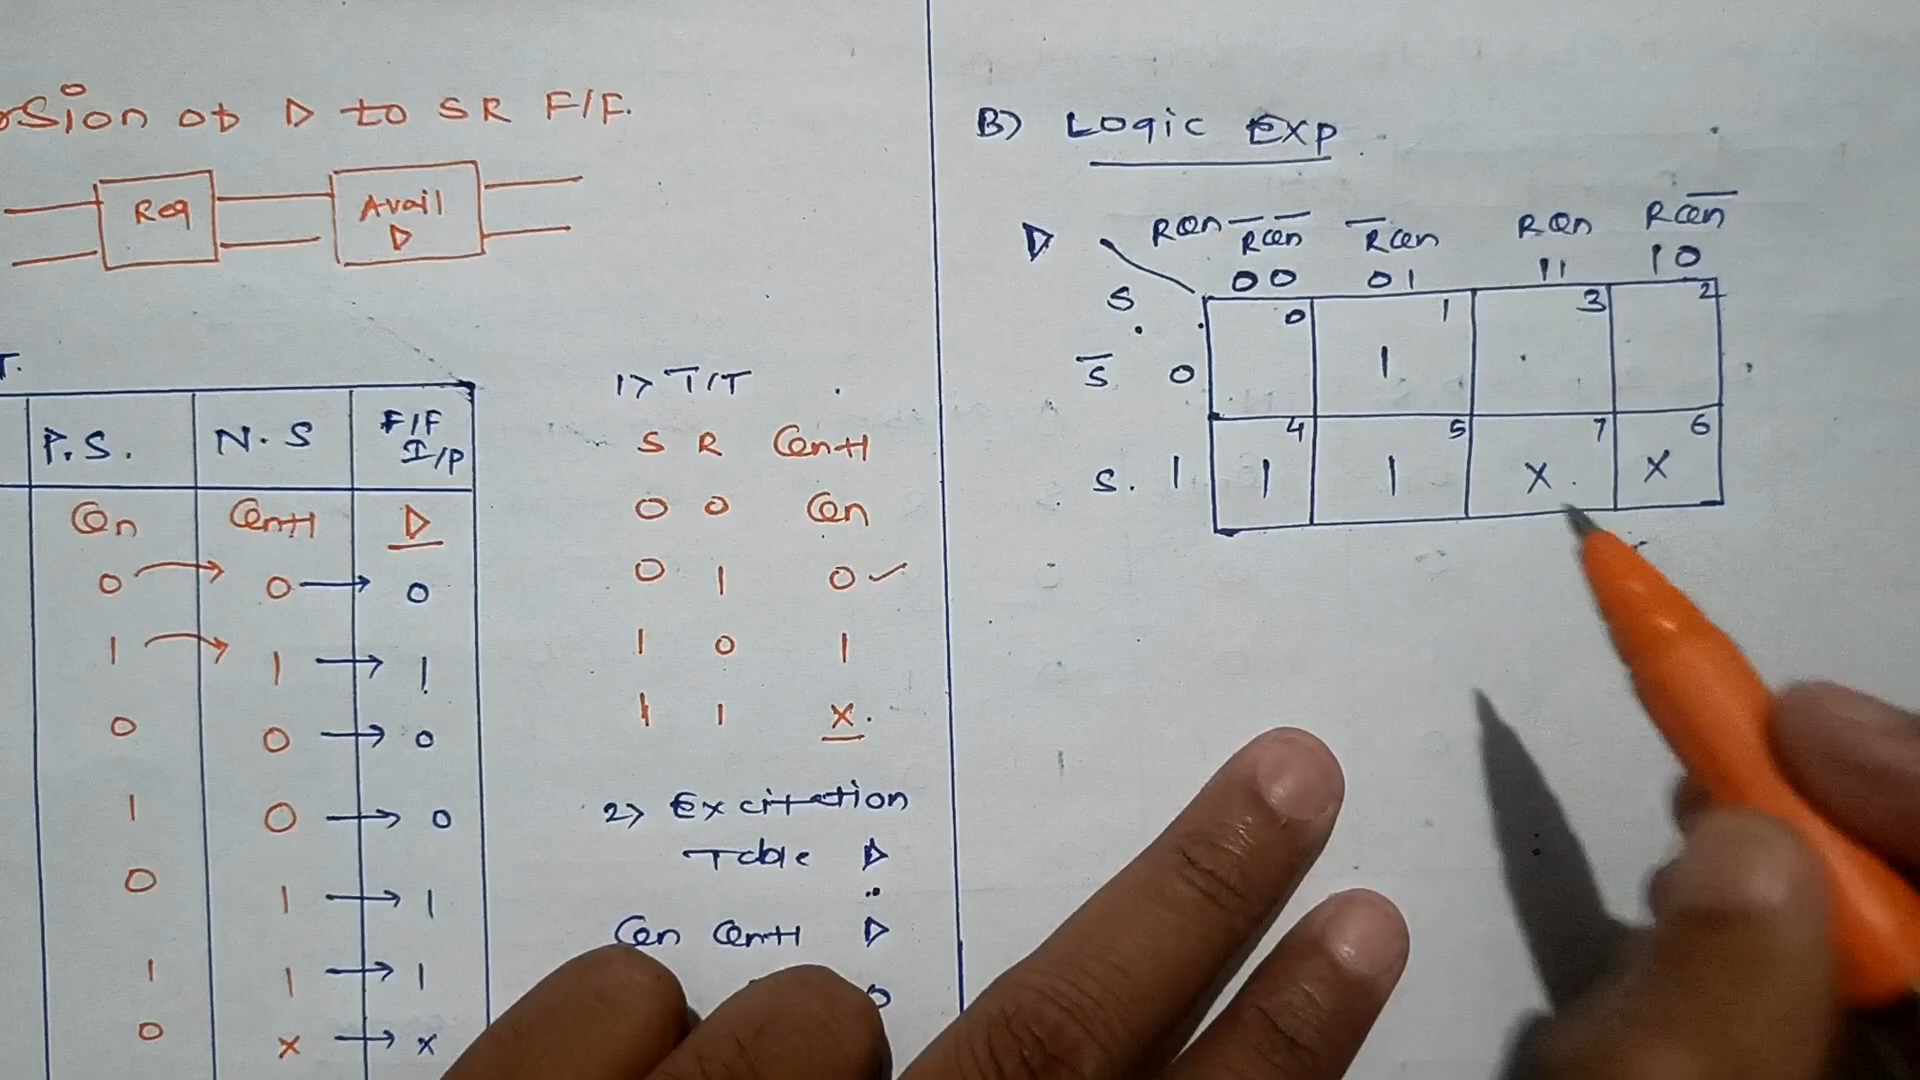 rsion of D to SR F/F.
Req
Avail
D
T.
P.S. N.S F/F I/P
Qn Qn+1 D
0 0 0
1 1 1
0 0 0
1 0 0
0 1 1
1 1 1
0 x x
1) T/T
S R Qn+1
0 0 Qn
0 1 0
1 0 1
1 1 x.
2) Excitation
Table D
Qn Qn+1 D
0
B) Logic Exp.
D RQn R̅Q̅n̅ R̅Qn RQn RQ̅n̅
00 01 11 10
S
S̅ 0 0 1 1 3 2
S. 1 4 1 5 1 7 x 6 x